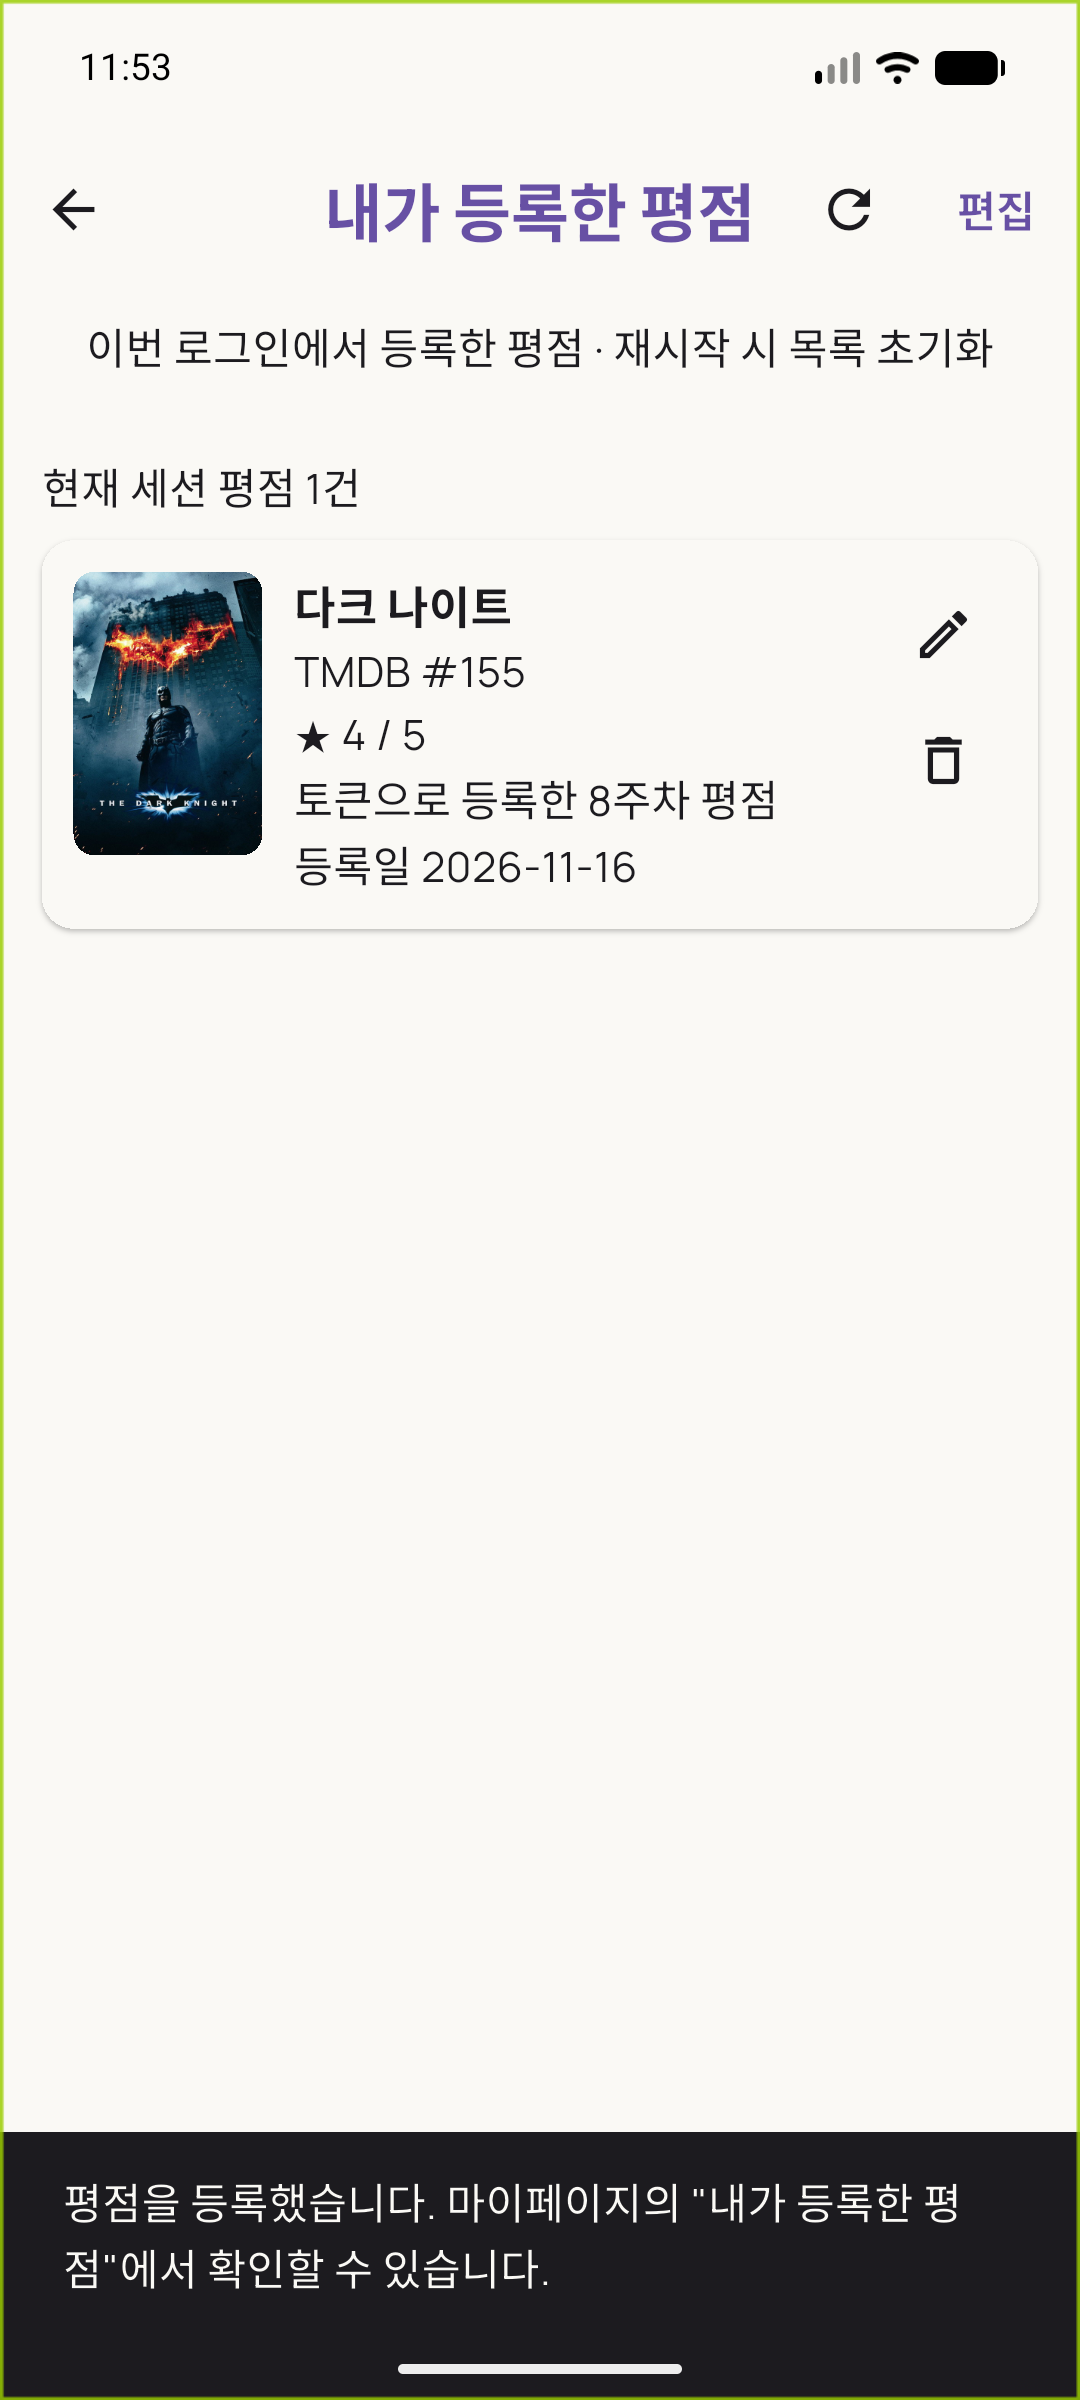 11:53
내가 등록한 평점
편집
이번 로그인에서 등록한 평점 · 재시작 시 목록 초기화
현재 세션 평점 1건
다크 나이트
TMDB #155
★ 4 / 5
토큰으로 등록한 8주차 평점
등록일 2026-11-16
THE DARK KNIGHT
평점을 등록했습니다. 마이페이지의 "내가 등록한 평
점"에서 확인할 수 있습니다.